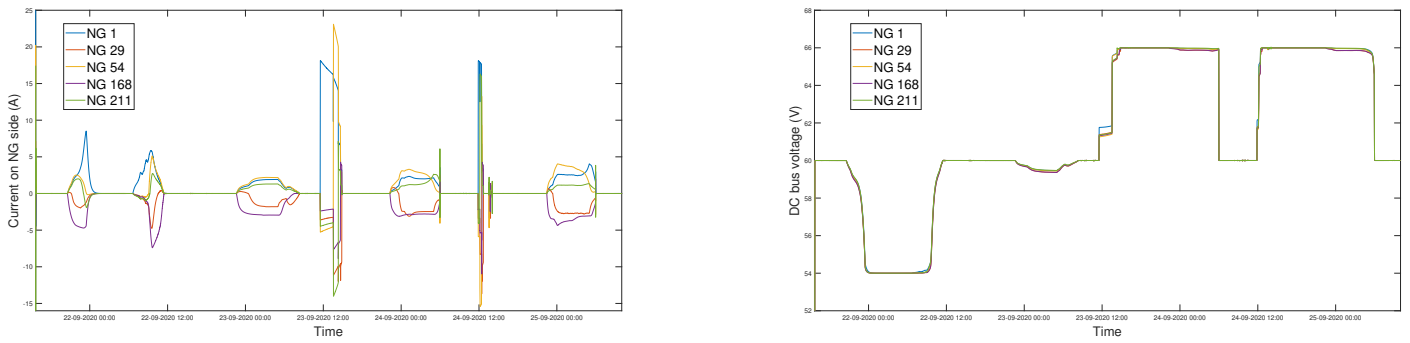 25
20
15
10
5
0
-5
-10
-15
Current on NG side (A)
NG 1
NG 29
NG 54
NG 168
NG 211
22-09-2020 00:00
22-09-2020 12:00
23-09-2020 00:00
23-09-2020 12:00
24-09-2020 00:00
24-09-2020 12:00
25-09-2020 00:00
Time
68
66
64
62
60
58
56
54
52
DC bus voltage (V)
NG 1
NG 29
NG 54
NG 168
NG 211
22-09-2020 00:00
22-09-2020 12:00
23-09-2020 00:00
23-09-2020 12:00
24-09-2020 00:00
24-09-2020 12:00
25-09-2020 00:00
Time